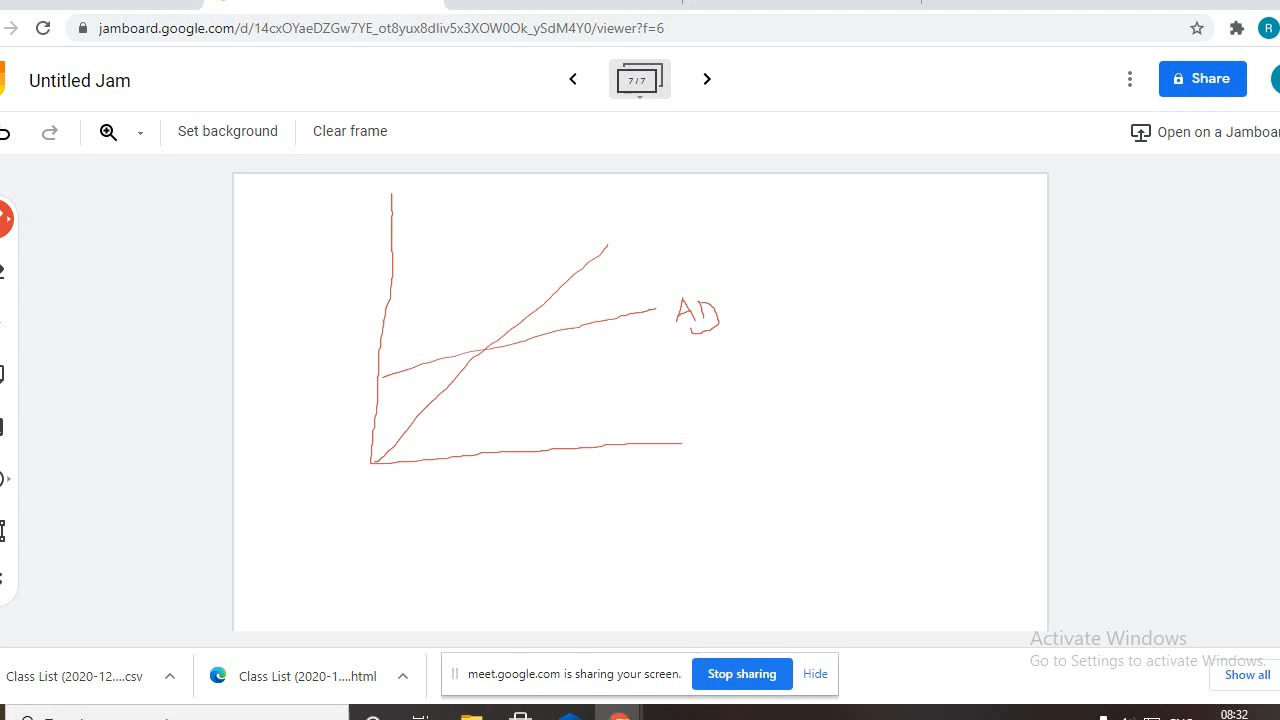 jamboard.google.com/d/14cxOYaeDZGw7YE_ot8yux8dIiv5x3XOW0Ok_ySdM4Y0/viewer?f=6
R
Untitled Jam
7 / 7
Share
Set background
Clear frame
Open on a Jamboar
AD
Activate Windows
Go to Settings to activate Windows.
Class List (2020-12....csv
Class List (2020-1....html
meet.google.com is sharing your screen.
Stop sharing
Hide
Show all
08:32